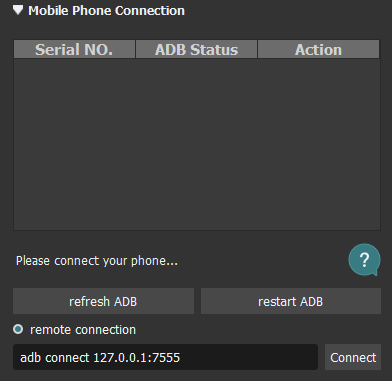 Mobile Phone Connection
Serial NO. ADB Status Action
Please connect your phone... ?
refresh ADB restart ADB
remote connection
adb connect 127.0.0.1:7555 Connect